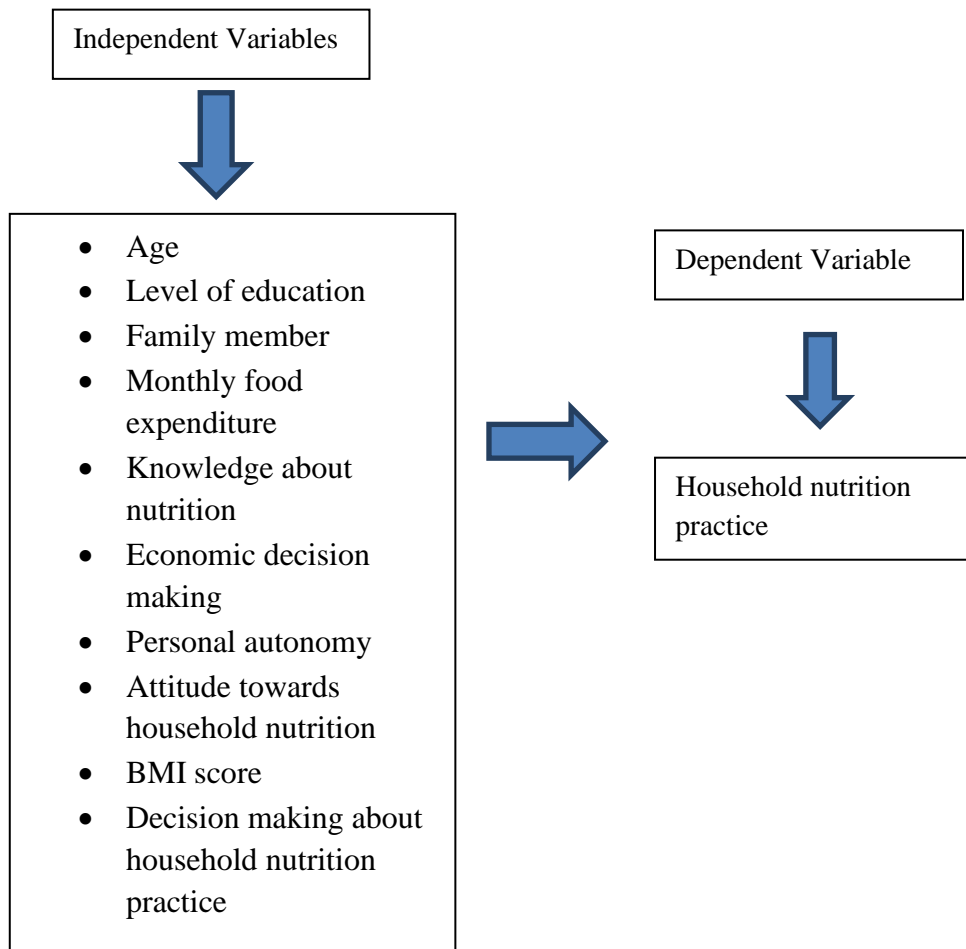 Independent Variables
• Age
• Level of education
• Family member
• Monthly food
expenditure
• Knowledge about
nutrition
• Economic decision
making
• Personal autonomy
• Attitude towards
household nutrition
• BMI score
• Decision making about
household nutrition
practice
Dependent Variable
Household nutrition
practice